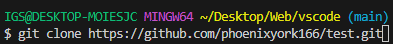 IGS@DESKTOP-MOIESJC MINGW64 ~/Desktop/Web/vscode (main)
$ git clone https://github.com/phoenixyork166/test.git